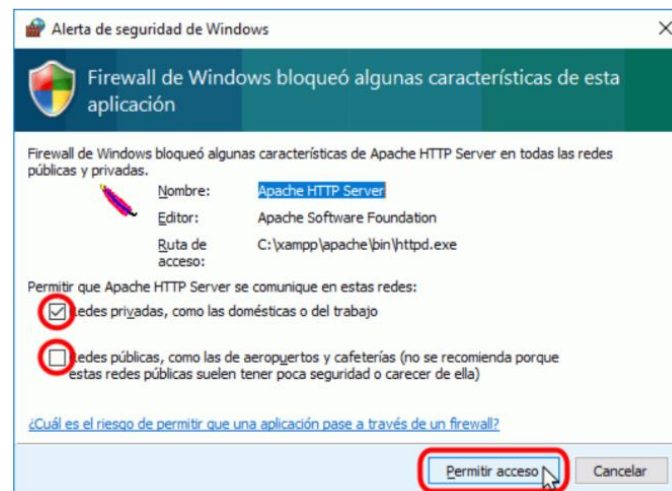 Alerta de seguridad de Windows
Firewall de Windows bloqueó algunas características de esta
aplicación
Firewall de Windows bloqueó algunas características de Apache HTTP Server en todas las redes
públicas y privadas.
Nombre: Apache HTTP Server
Editor: Apache Software Foundation
Ruta de C:\xampp\apache\bin\httpd.exe
acceso:
Permitir que Apache HTTP Server se comunique en estas redes:
Redes privadas, como las domésticas o del trabajo
Redes públicas, como las de aeropuertos y cafeterías (no se recomienda porque
estas redes públicas suelen tener poca seguridad o carecer de ella)
¿Cuál es el riesgo de permitir que una aplicación pase a través de un firewall?
Permitir acceso Cancelar